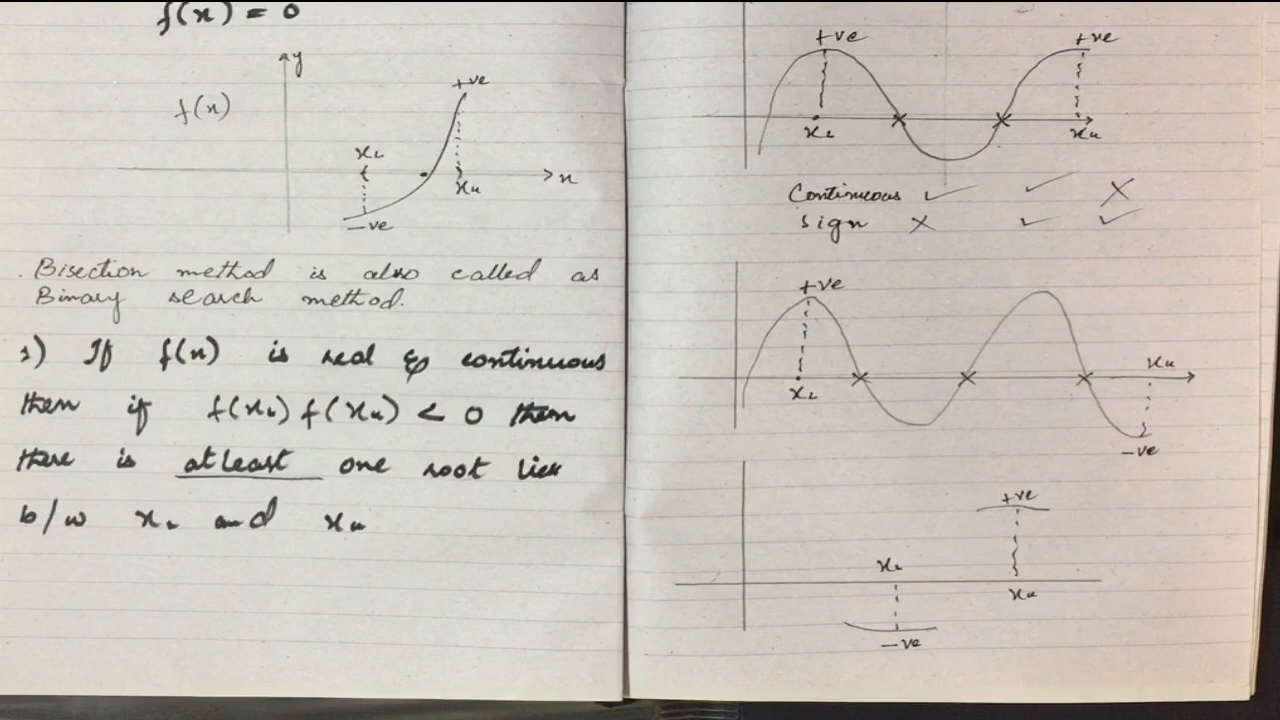 f(x) = 0
y
f(x)
+ve
xL
xu
x
-ve
. Bisection method is also called as
Binary search method.
1) If f(x) is real & continuous
then if f(xL) f(xu) < 0 then
there is atleast one root lies
b/w xL and xu
+ve +ve
xL xu
Continuous ✓ ✓ ✗
sign ✗ ✓ ✓
+ve
xu
xL
-ve
+ve
xL
xu
-ve